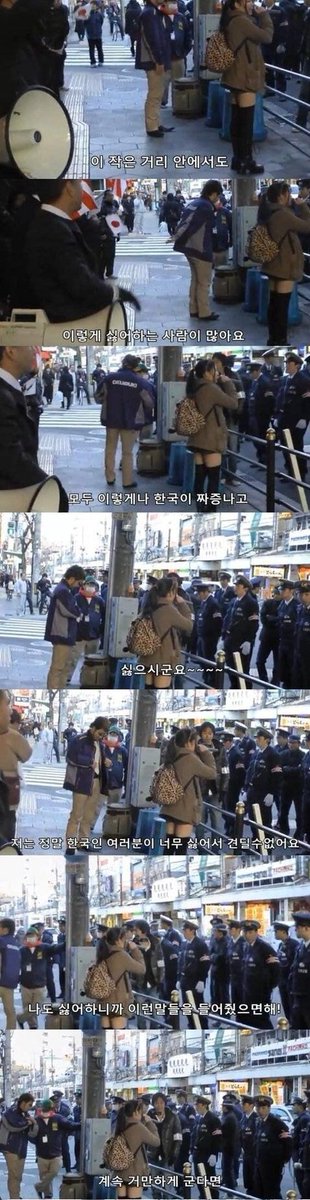 이 작은 거리 안에서도
이렇게 싫어하는 사람이 많아요
모두 이렇게나 한국이 짜증나고
싫으시군요~~~~
저는 정말 한국인 여러분이 너무 싫어서 견딜수없어요
나도 싫어하니까 이런말들을 들어줬으면해!
계속 거만하게 군다면